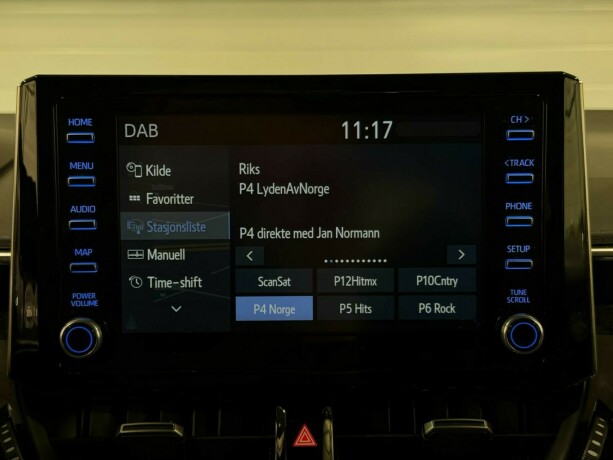 DAB 11:17
HOME
MENU
AUDIO
MAP
POWER
VOLUME
Kilde
Favoritter
Stasjonsliste
Manuell
Time-shift
Riks
P4 LydenAvNorge
P4 direkte med Jan Normann
< >
ScanSat P12Hitmx P10Cntry
P4 Norge P5 Hits P6 Rock
CH >
<TRACK
PHONE
SETUP
TUNE
SCROLL